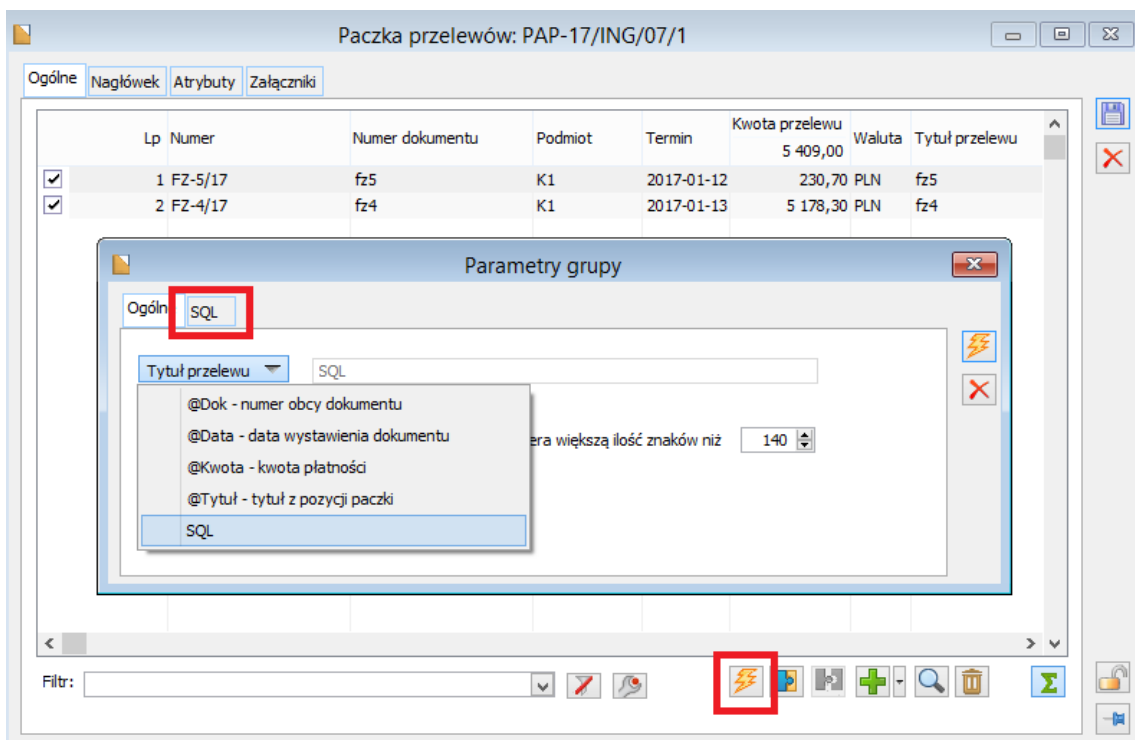 Paczka przelewów: PAP-17/ING/07/1
Ogólne Nagłówek Atrybuty Załączniki
Lp Numer Numer dokumentu Podmiot Termin Kwota przelewu 5 409,00 Waluta Tytuł przelewu
1 FZ-5/17 fz5 K1 2017-01-12 230,70 PLN fz5
2 FZ-4/17 fz4 K1 2017-01-13 5 178,30 PLN fz4
Parametry grupy
Ogóln SQL
Tytuł przelewu SQL
@Dok - numer obcy dokumentu
@Data - data wystawienia dokumentu
era większą ilość znaków niż 140
@Kwota - kwota płatności
@Tytuł - tytuł z pozycji paczki
SQL
Filtr: